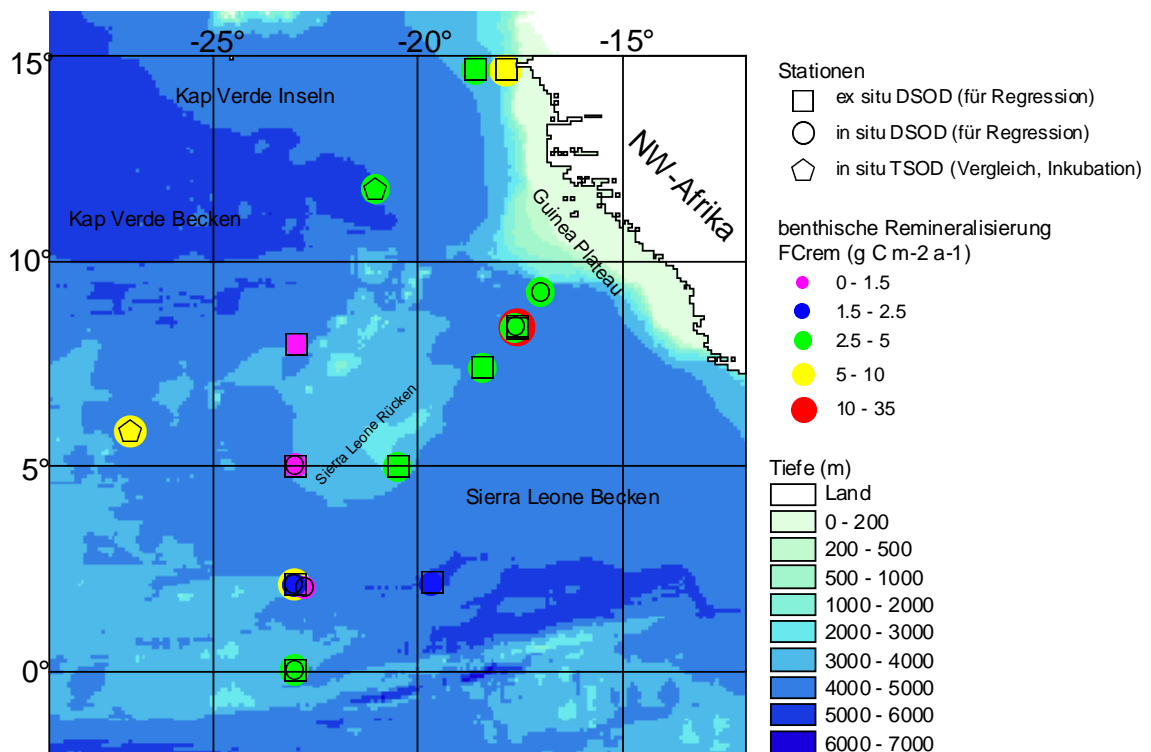 -25°
-20°
-15°
15°
10°
5°
0°
Kap Verde Inseln
Kap Verde Becken
NW-Afrika
Guinea Plateau
Sierra Leone Rücken
Sierra Leone Becken
Stationen
ex situ DSOD (für Regression)
in situ DSOD (für Regression)
in situ TSOD (Vergleich, Inkubation)
benthische Remineralisierung
FCrem (g C m-2 a-1)
0 - 1.5
1.5 - 2.5
2.5 - 5
5 - 10
10 - 35
Tiefe (m)
Land
0 - 200
200 - 500
500 - 1000
1000 - 2000
2000 - 3000
3000 - 4000
4000 - 5000
5000 - 6000
6000 - 7000